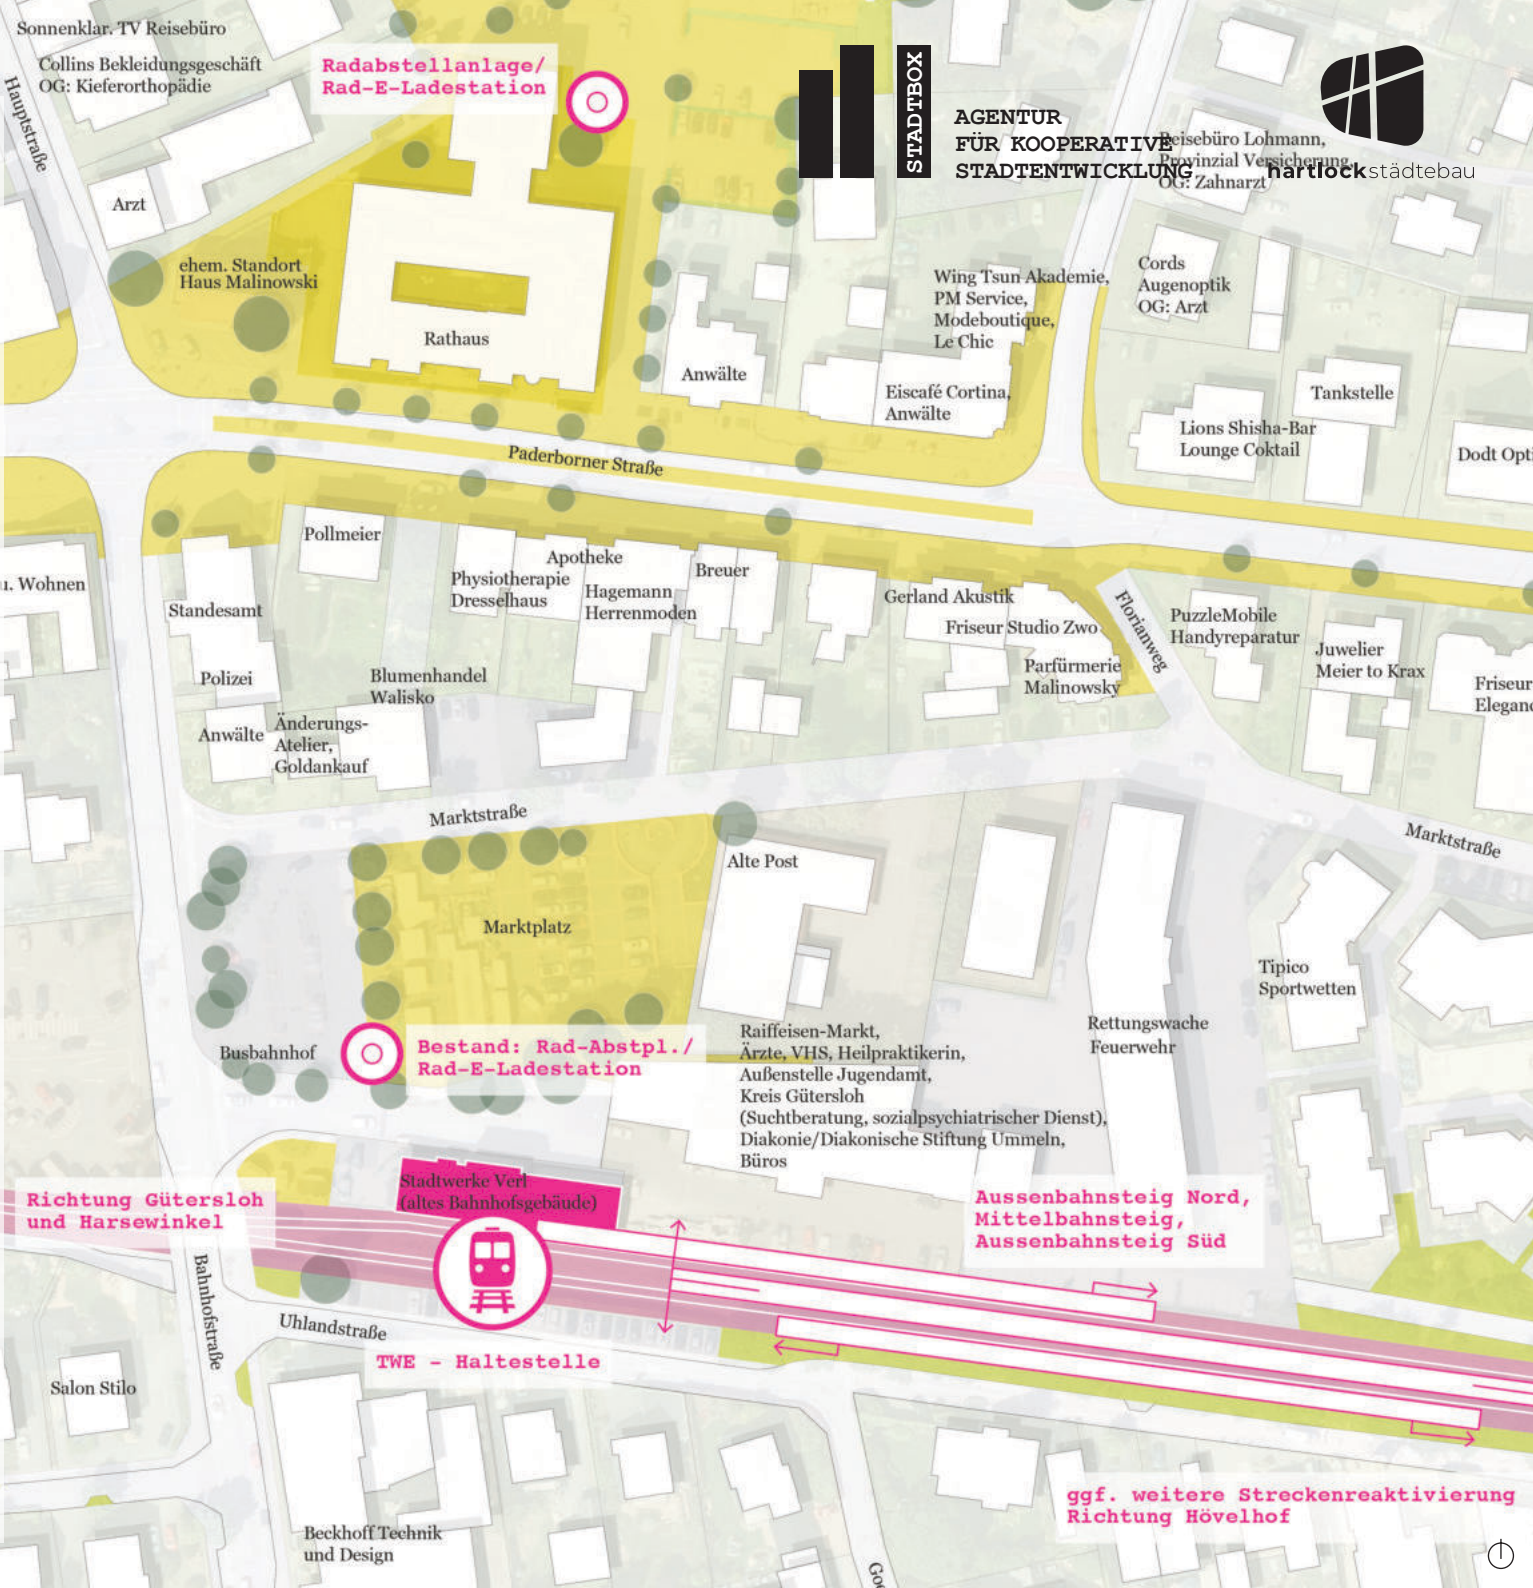 Sonnenklar. TV Reisebüro
Collins Bekleidungsgeschäft
OG: Kieferorthopädie
Hauptstraße
Radabstellanlage/
Rad-E-Ladestation
STADTBOX
AGENTUR
FÜR KOOPERATIVE
STADTENTWICKLUNG
Reisebüro Lohmann,
Provinzial Versicherung,
OG: Zahnarzt
hartlockstädtebau
Arzt
ehem. Standort
Haus Malinowski
Rathaus
Anwälte
Wing Tsun Akademie,
PM Service,
Modeboutique,
Le Chic
Cords
Augenoptik
OG: Arzt
Eiscafé Cortina,
Anwälte
Tankstelle
Lions Shisha-Bar
Lounge Coktail
Dodt Opti
Paderborner Straße
Pollmeier
Apotheke
Physiotherapie
Dresselhaus
Hagemann
Herrenmoden
Breuer
u. Wohnen
Standesamt
Gerland Akustik
Friseur Studio Zwo
Parfürmerie
Malinowsky
Florianweg
PuzzleMobile
Handyreparatur
Juwelier
Meier to Krax
Friseur
Elegan
Polizei
Blumenhandel
Walisko
Anwälte
Änderungs-
Atelier,
Goldankauf
Marktstraße
Marktstraße
Alte Post
Marktplatz
Tipico
Sportwetten
Busbahnhof
Bestand: Rad-Abstpl./
Rad-E-Ladestation
Raiffeisen-Markt,
Ärzte, VHS, Heilpraktikerin,
Außenstelle Jugendamt,
Kreis Gütersloh
(Suchtberatung, sozialpsychiatrischer Dienst),
Diakonie/Diakonische Stiftung Ummeln,
Büros
Rettungswache
Feuerwehr
Stadtwerke Verl
(altes Bahnhofsgebäude)
Richtung Gütersloh
und Harsewinkel
Aussenbahnsteig Nord,
Mittelbahnsteig,
Aussenbahnsteig Süd
Bahnhofstraße
Uhlandstraße
TWE - Haltestelle
Salon Stilo
ggf. weitere Streckenreaktivierung
Richtung Hövelhof
Beckhoff Technik
und Design